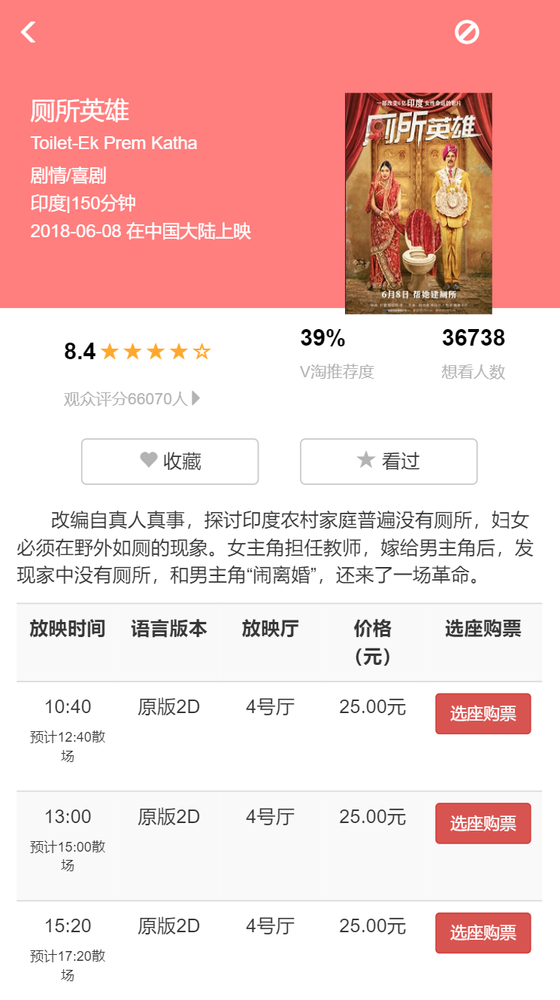 厕所英雄
Toilet-Ek Prem Katha
剧情/喜剧
印度|150分钟
2018-06-08 在中国大陆上映
一部改变6亿印度女性命运的影片
厕所英雄
6月8日 帮她建厕所
8.4
观众评分66070人
39%
V淘推荐度
36738
想看人数
收藏
看过
改编自真人真事，探讨印度农村家庭普遍没有厕所，妇女
必须在野外如厕的现象。女主角担任教师，嫁给男主角后，发
现家中没有厕所，和男主角“闹离婚”，还来了一场革命。
放映时间 语言版本 放映厅 价格 选座购票
（元）
10:40 原版2D 4号厅 25.00元 选座购票
预计12:40散
场
13:00 原版2D 4号厅 25.00元 选座购票
预计15:00散
场
15:20 原版2D 4号厅 25.00元 选座购票
预计17:20散
场